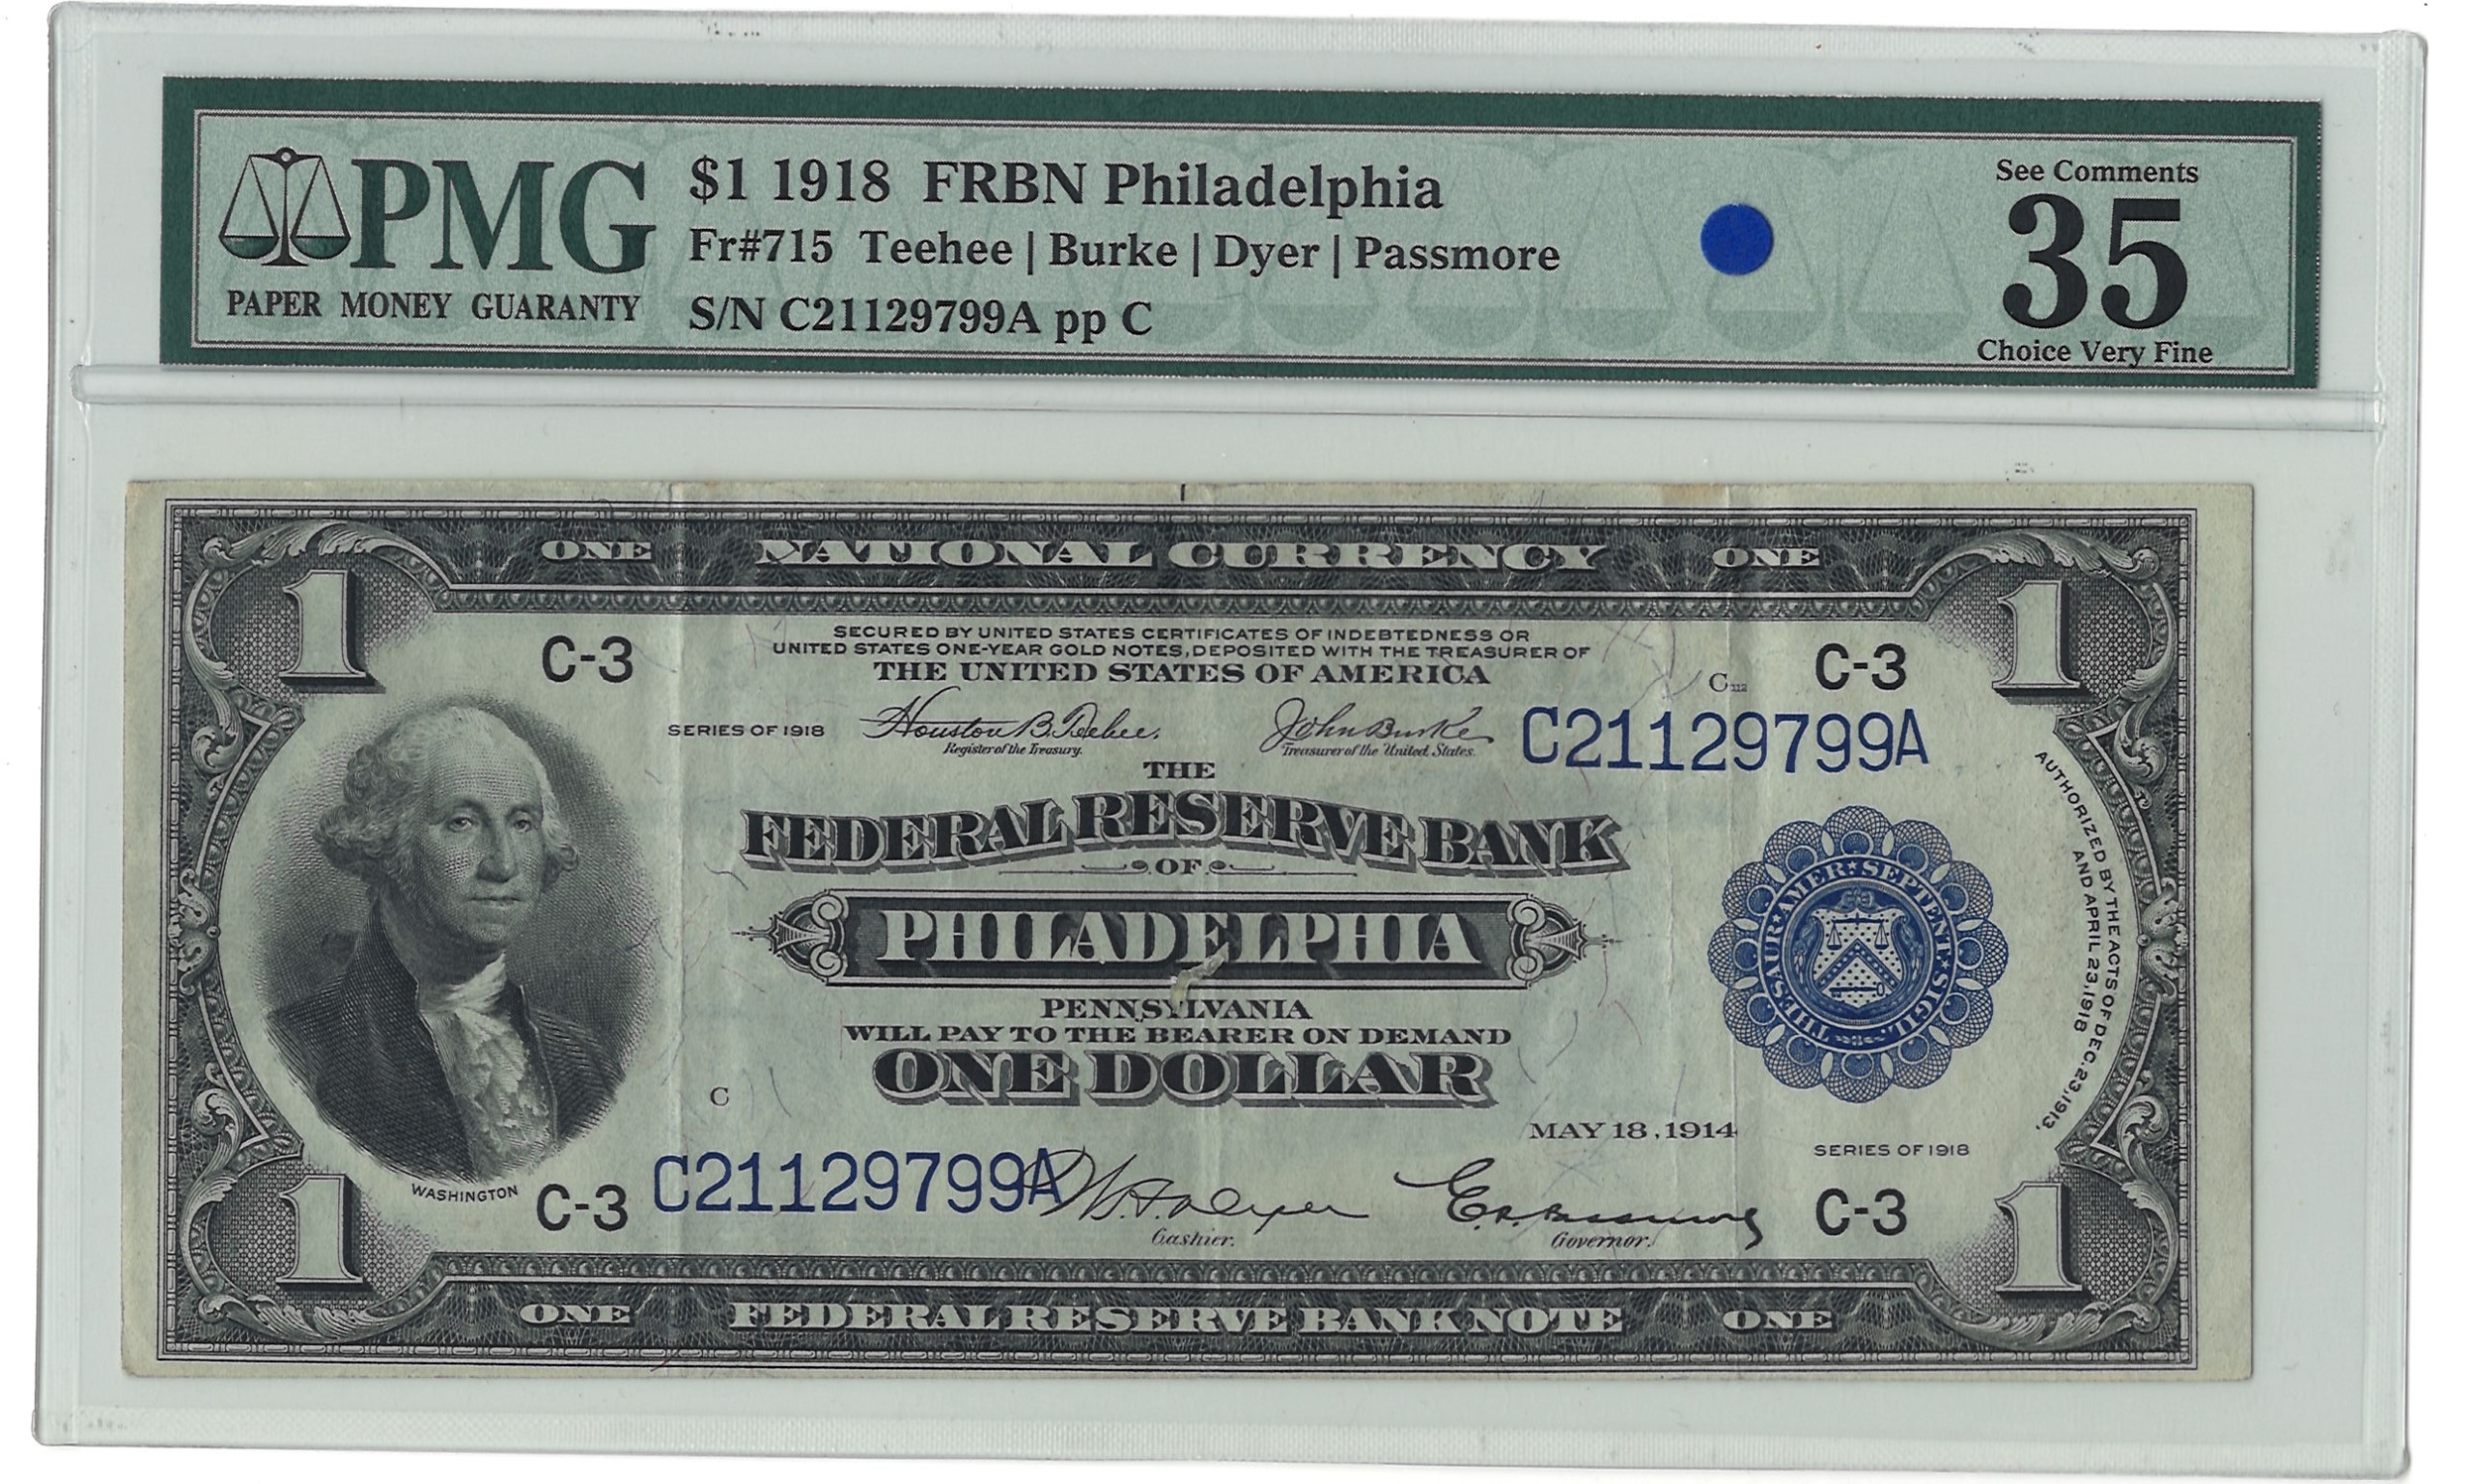 PMG
PAPER MONEY GUARANTY
$1 1918 FRBN Philadelphia
Fr#715 Teehee | Burke | Dyer | Passmore
S/N C21129799A pp C
See Comments
35
Choice Very Fine
ONE NATIONAL CURRENCY ONE
1 1
SECURED BY UNITED STATES CERTIFICATES OF INDEBTEDNESS OR
UNITED STATES ONE-YEAR GOLD NOTES, DEPOSITED WITH THE TREASURER OF
THE UNITED STATES OF AMERICA
C-3 C-3
SERIES OF 1918
Houston B. Teehee.
Register of the Treasury.
John Burke
Treasurer of the United States.
C21129799A
THE
FEDERAL RESERVE BANK
OF
PHILADELPHIA
PENNSYLVANIA
WILL PAY TO THE BEARER ON DEMAND
ONE DOLLAR
THESAUR·AMER·SEPTENT·SIGIL·
AUTHORIZED BY THE ACTS OF DEC. 23, 1913,
AND APRIL 23, 1918
C
MAY 18, 1914
SERIES OF 1918
WASHINGTON
C-3 C21129799A
W.A. Dyer
Cashier.
E.P. Passmore
Governor.
C-3
1 1
ONE FEDERAL RESERVE BANK NOTE ONE